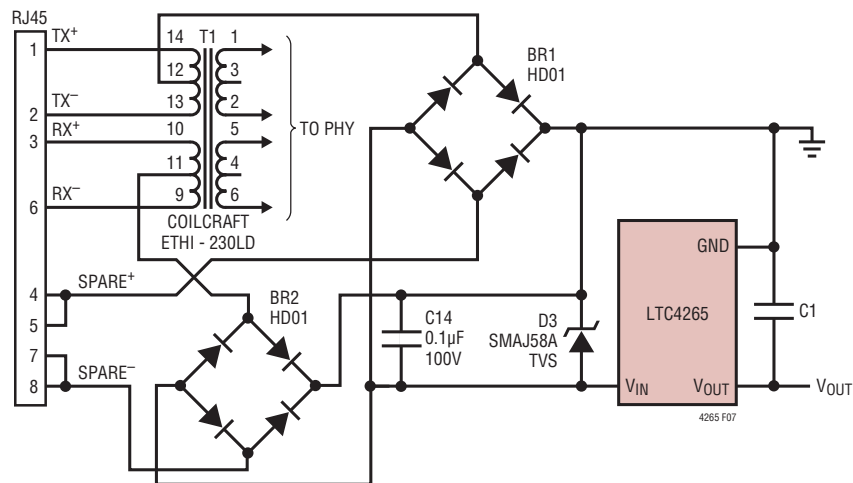 RJ45
1
TX+
2
TX−
3
RX+
6
RX−
4
SPARE+
5
7
8
SPARE−
14
T1
1
12
3
13
2
10
5
11
4
9
6
TO PHY
COILCRAFT
ETHI - 230LD
BR1
HD01
BR2
HD01
C14
0.1µF
100V
D3
SMAJ58A
TVS
GND
LTC4265
VIN
VOUT
C1
VOUT
4265 F07